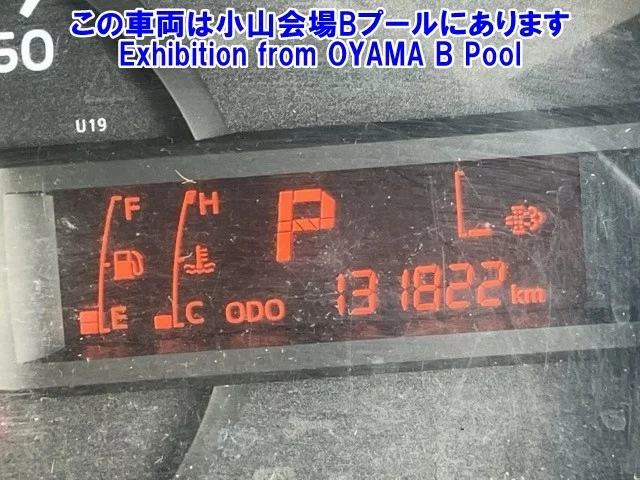 この車両は小山会場Bプールにあります
Exhibition from OYAMA B Pool
50
U19
F H P
E C ODO 131822 km